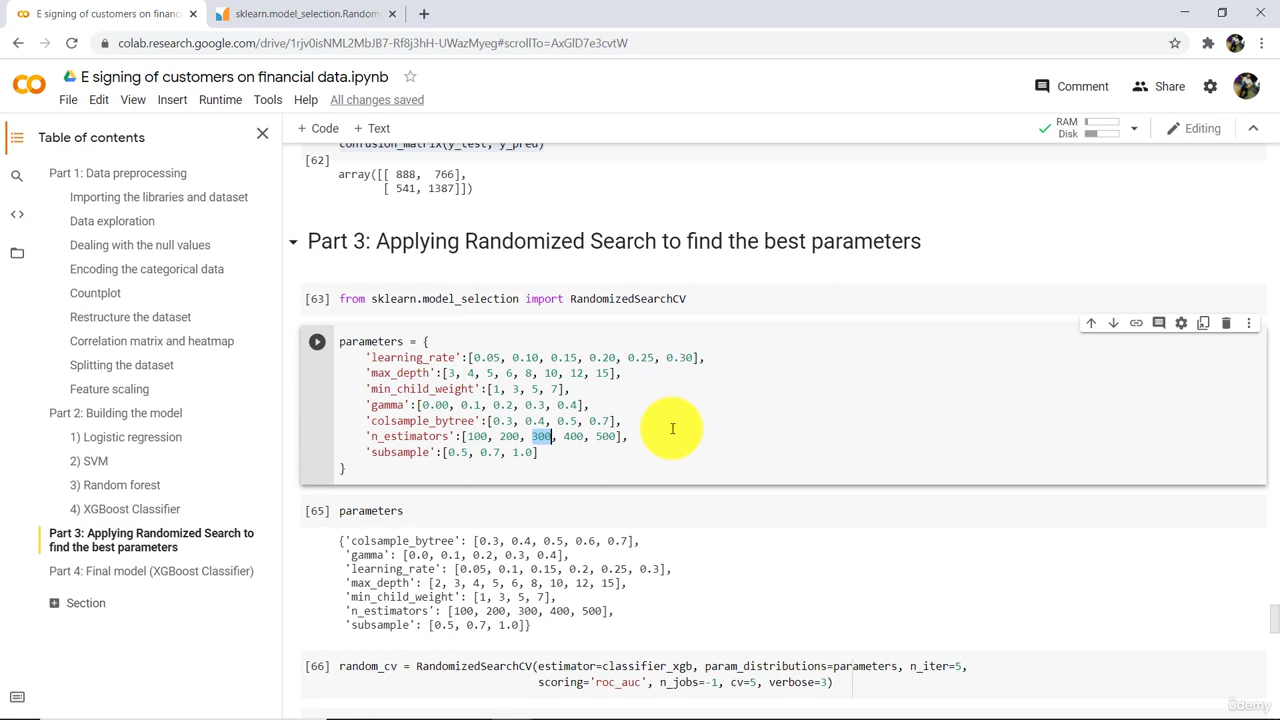 E signing of customers on financ
sklearn.model_selection.Random
colab.research.google.com/drive/1rjv0isNML2MbJB7-Rf8j3hH-UWazMyeg#scrollTo=AxGlD7e3cvtW
E signing of customers on financial data.ipynb
Comment
Share
File Edit View Insert Runtime Tools Help All changes saved
Table of contents
+ Code + Text
RAM
Disk
Editing
Part 1: Data preprocessing
Importing the libraries and dataset
Data exploration
Dealing with the null values
Encoding the categorical data
Countplot
Restructure the dataset
Correlation matrix and heatmap
Splitting the dataset
Feature scaling
Part 2: Building the model
1) Logistic regression
2) SVM
3) Random forest
4) XGBoost Classifier
Part 3: Applying Randomized Search to
find the best parameters
Part 4: Final model (XGBoost Classifier)
Section
confusion_matrix(y_test, y_pred)
[62]
array([[ 888, 766],
[ 541, 1387]])
Part 3: Applying Randomized Search to find the best parameters
[63] from sklearn.model_selection import RandomizedSearchCV
parameters = {
'learning_rate':[0.05, 0.10, 0.15, 0.20, 0.25, 0.30],
'max_depth':[3, 4, 5, 6, 8, 10, 12, 15],
'min_child_weight':[1, 3, 5, 7],
'gamma':[0.00, 0.1, 0.2, 0.3, 0.4],
'colsample_bytree':[0.3, 0.4, 0.5, 0.7],
'n_estimators':[100, 200, 300, 400, 500],
'subsample':[0.5, 0.7, 1.0]
}
[65] parameters
{'colsample_bytree': [0.3, 0.4, 0.5, 0.6, 0.7],
'gamma': [0.0, 0.1, 0.2, 0.3, 0.4],
'learning_rate': [0.05, 0.1, 0.15, 0.2, 0.25, 0.3],
'max_depth': [2, 3, 4, 5, 6, 8, 10, 12, 15],
'min_child_weight': [1, 3, 5, 7],
'n_estimators': [100, 200, 300, 400, 500],
'subsample': [0.5, 0.7, 1.0]}
[66] random_cv = RandomizedSearchCV(estimator=classifier_xgb, param_distributions=parameters, n_iter=5,
scoring='roc_auc', n_jobs=-1, cv=5, verbose=3)
ûdemy